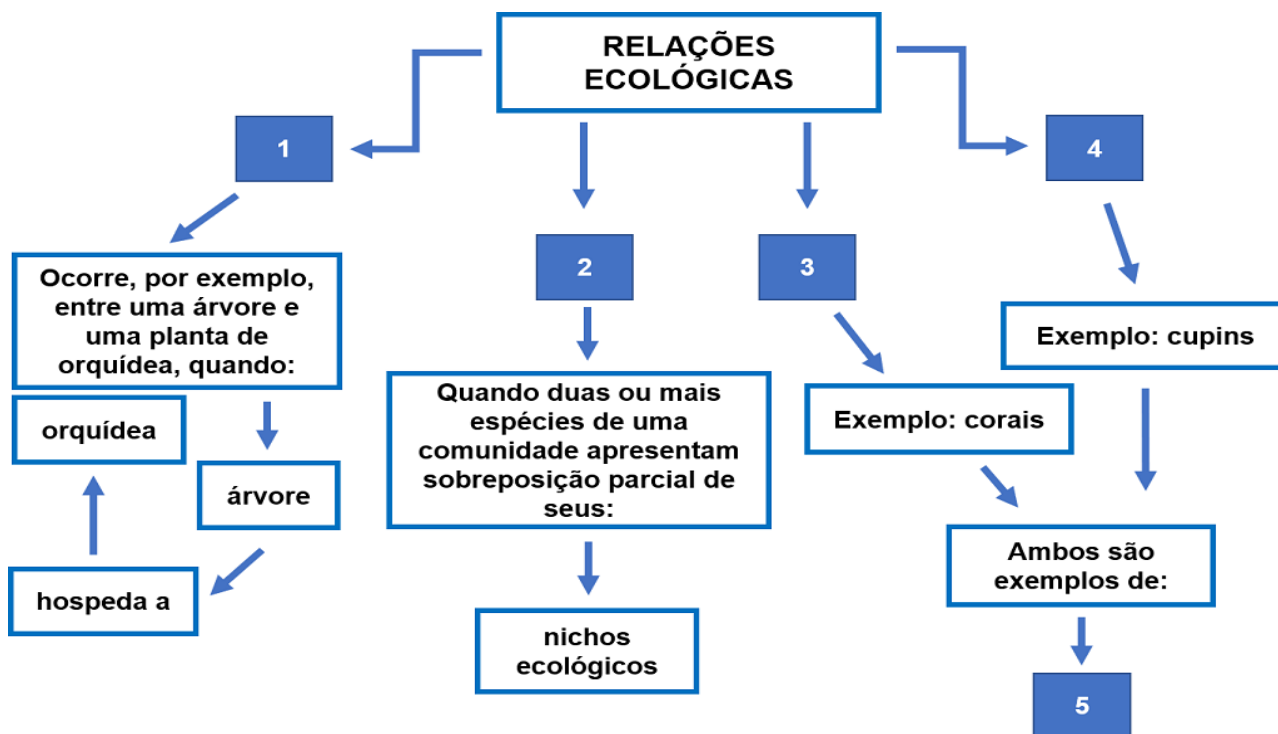 RELAÇÕES
ECOLÓGICAS
1
4
2
3
Ocorre, por exemplo,
entre uma árvore e
uma planta de
orquídea, quando:
orquídea
árvore
hospeda a
Quando duas ou mais
espécies de uma
comunidade apresentam
sobreposição parcial de
seus:
nichos
ecológicos
Exemplo: corais
Exemplo: cupins
Ambos são
exemplos de:
5